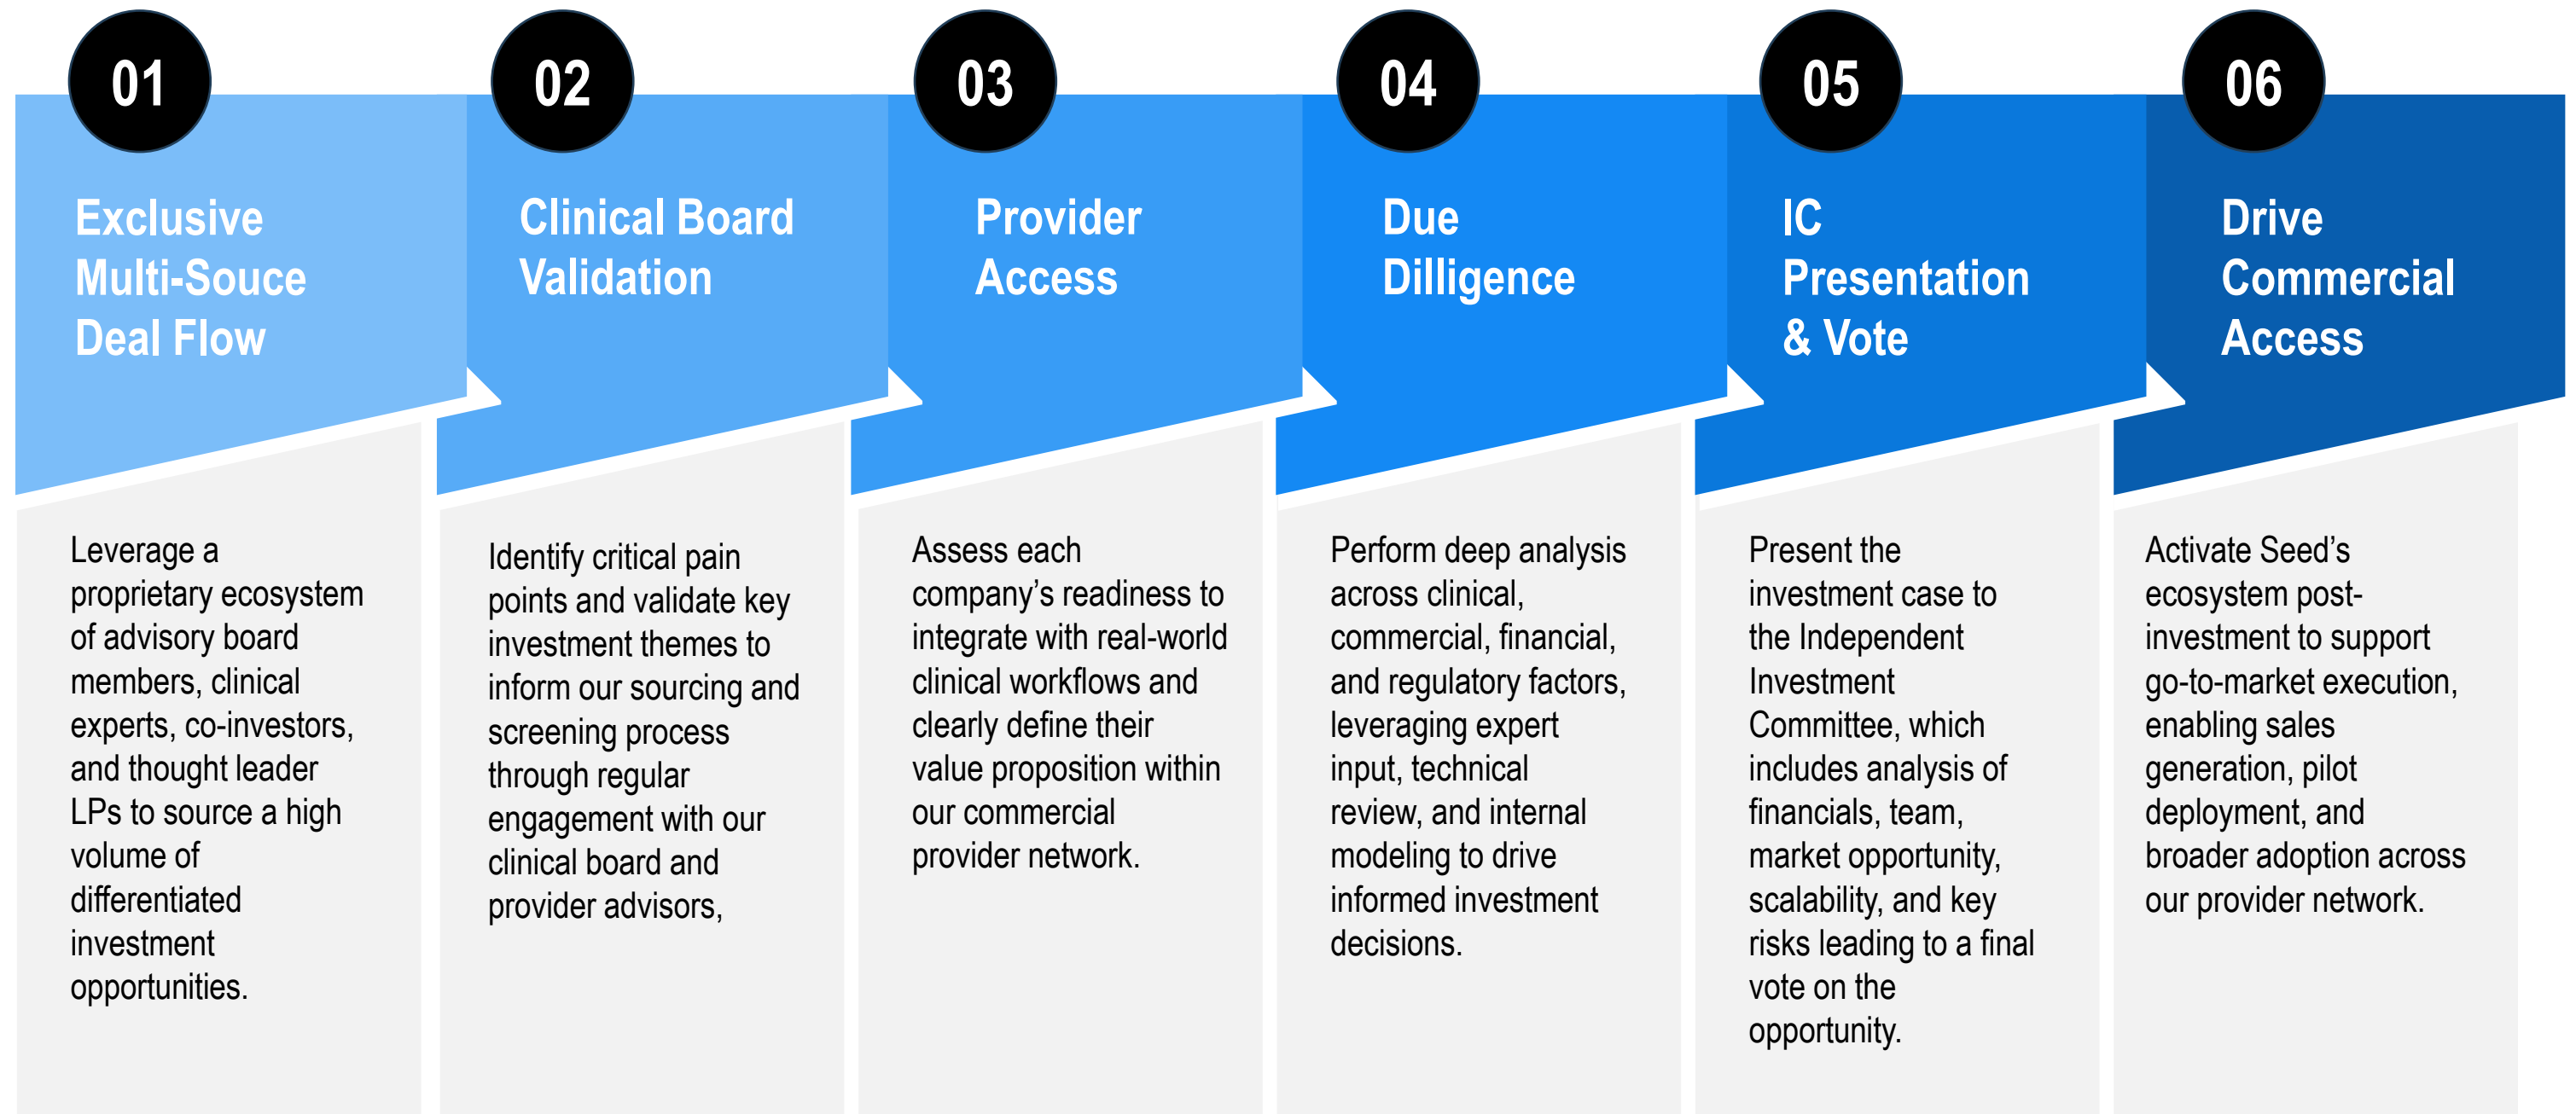 01
Exclusive
Multi-Souce
Deal Flow
Leverage a
proprietary ecosystem
of advisory board
members, clinical
experts, co-investors,
and thought leader
LPs to source a high
volume of
differentiated
investment
opportunities.
02
Clinical Board
Validation
Identify critical pain
points and validate key
investment themes to
inform our sourcing and
screening process
through regular
engagement with our
clinical board and
provider advisors,
03
Provider
Access
Assess each
company’s readiness to
integrate with real-world
clinical workflows and
clearly define their
value proposition within
our commercial
provider network.
04
Due
Dilligence
Perform deep analysis
across clinical,
commercial, financial,
and regulatory factors,
leveraging expert
input, technical
review, and internal
modeling to drive
informed investment
decisions.
05
IC
Presentation
& Vote
Present the
investment case to
the Independent
Investment
Committee, which
includes analysis of
financials, team,
market opportunity,
scalability, and key
risks leading to a final
vote on the
opportunity.
06
Drive
Commercial
Access
Activate Seed’s
ecosystem post-
investment to support
go-to-market execution,
enabling sales
generation, pilot
deployment, and
broader adoption across
our provider network.